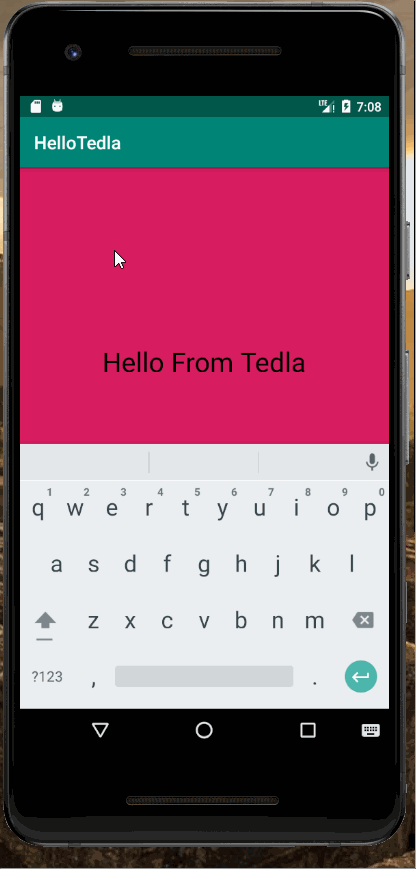 LTE 7:08
HelloTedla
Hello From Tedla
1 2 3 4 5 6 7 8 9 0
q w e r t y u i o p
a s d f g h j k l
z x c v b n m
?123 , .